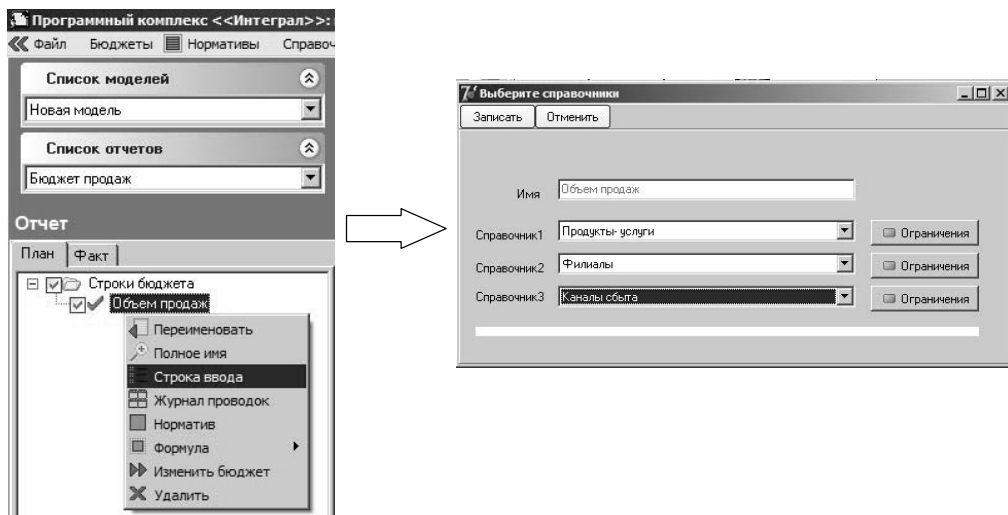 Программный комплекс <<Интеграл>>:
Файл Бюджеты Нормативы Справоч
Список моделей
Новая модель
Список отчетов
Бюджет продаж
Отчет
План Факт
Строки бюджета
Объем продаж
Переименовать
Полное имя
Строка ввода
Журнал проводок
Норматив
Формула
Изменить бюджет
Удалить
Выберите справочники
Записать Отменить
Имя Объем продаж
Справочник1 Продукты- услуги Ограничения
Справочник2 Филиалы Ограничения
Справочник3 Каналы сбыта Ограничения